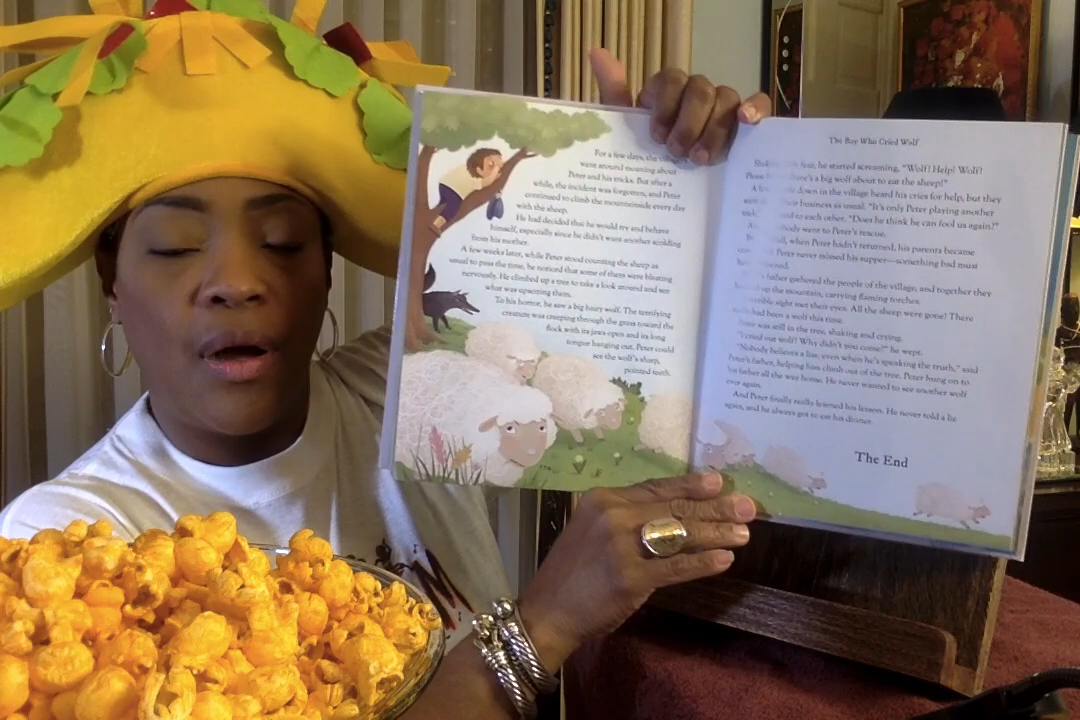 For a few days, the
went around moaning about
Peter and his tricks. But after a
while, the incident was forgotten, and Peter
continued to climb the mountainside every day
with the sheep.
He had decided that he would try and behave
himself, especially since he didn't want another scolding
from his mother.
A few weeks later, while Peter stood counting the sheep as
usual to pass the time, he noticed that some of them were bleating
nervously. He climbed up a tree to take a look around and see
what was upsetting them.
To his horror, he saw a big hairy wolf. The terrifying
creature was creeping through the grass toward the
flock with its jaws open and its long
tongue hanging out. Peter could
see the wolf's sharp,
pointed teeth.
The Boy Who Cried Wolf
fear, he started screaming, "Wolf! Help! Wolf!
there's a big wolf about to eat the sheep!"
A few down in the village heard his cries for help, but they
their business as usual. "It's only Peter playing another
to each other. "Does he think he can fool us again?"
nobody went to Peter's rescue.
when Peter hadn't returned, his parents became
Peter never missed his supper—something bad must
father gathered the people of the village, and together they
up the mountain, carrying flaming torches.
sight met their eyes. All the sheep were gone! There
had been a wolf this time.
Peter was still in the tree, shaking and crying.
"I cried out wolf! Why didn't you come?" he wept.
"Nobody believes a liar, even when he's speaking the truth," said
Peter's father, helping him climb out of the tree. Peter hung on to
his father all the way home. He never wanted to see another wolf
ever again.
And Peter finally really learned his lesson. He never told a lie
again, and he always got to eat his dinner.
The End